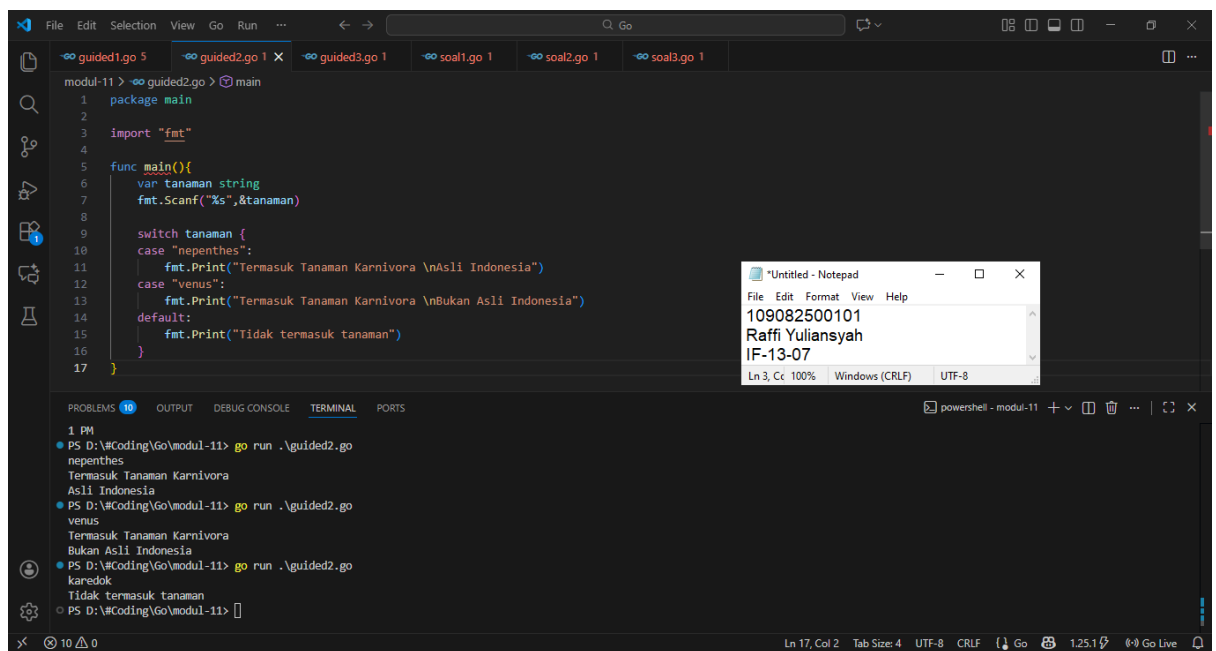 File Edit Selection View Go Run ··· Go
guided1.go 5 guided2.go 1 guided3.go 1 soal1.go 1 soal2.go 1 soal3.go 1
modul-11 > guided2.go > main
1 package main
2
3 import "fmt"
4
5 func main(){
6 var tanaman string
7 fmt.Scanf("%s",&tanaman)
8
9 switch tanaman {
10 case "nepenthes":
11 fmt.Print("Termasuk Tanaman Karnivora \nAsli Indonesia")
12 case "venus":
13 fmt.Print("Termasuk Tanaman Karnivora \nBukan Asli Indonesia")
14 default:
15 fmt.Print("Tidak termasuk tanaman")
16 }
17 }
*Untitled - Notepad
File Edit Format View Help
109082500101
Raffi Yuliansyah
IF-13-07
Ln 3, Cc 100% Windows (CRLF) UTF-8
PROBLEMS 10 OUTPUT DEBUG CONSOLE TERMINAL PORTS powershell - modul-11
1 PM
PS D:\#Coding\Go\modul-11> go run .\guided2.go
nepenthes
Termasuk Tanaman Karnivora
Asli Indonesia
PS D:\#Coding\Go\modul-11> go run .\guided2.go
venus
Termasuk Tanaman Karnivora
Bukan Asli Indonesia
PS D:\#Coding\Go\modul-11> go run .\guided2.go
karedok
Tidak termasuk tanaman
PS D:\#Coding\Go\modul-11>
10 0 Ln 17, Col 2 Tab Size: 4 UTF-8 CRLF Go 1.25.1 Go Live